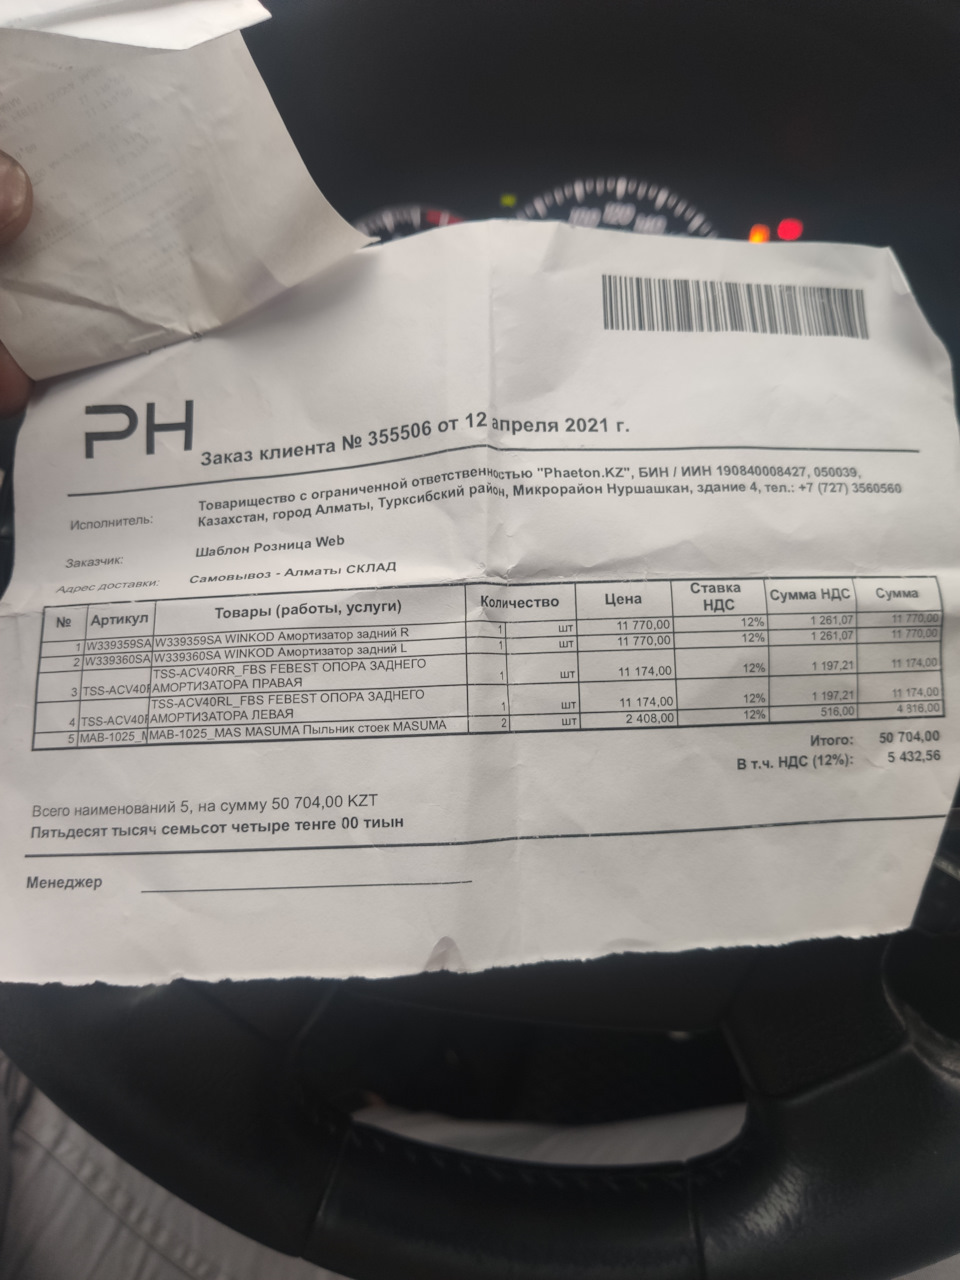 PH
Заказ клиента № 355506 от 12 апреля 2021 г.
Исполнитель:
Товарищество с ограниченной ответственностью "Phaeton.KZ", БИН / ИИН 190840008427, 050039,
Казахстан, город Алматы, Турксибский район, Микрорайон Нуршашкан, здание 4, тел.: +7 (727) 3560560
Заказчик: Шаблон Розница Web
Адрес доставки: Самовывоз - Алматы СКЛАД
№ Артикул Товары (работы, услуги) Количество Цена Ставка НДС Сумма НДС Сумма
1 W339359SA W339359SA WINKOD Амортизатор задний R 1 шт 11 770,00 12% 1 261,07 11 770,00
2 W339360SA W339360SA WINKOD Амортизатор задний L 1 шт 11 770,00 12% 1 261,07 11 770,00
TSS-ACV40RR_FBS FEBEST ОПОРА ЗАДНЕГО
3 TSS-ACV40 АМОРТИЗАТОРА ПРАВАЯ 1 шт 11 174,00 12% 1 197,21 11 174,00
TSS-ACV40RL_FBS FEBEST ОПОРА ЗАДНЕГО
4 TSS-ACV40 АМОРТИЗАТОРА ЛЕВАЯ 1 шт 11 174,00 12% 1 197,21 11 174,00
5 MAB-1025_ MAB-1025_MAS MASUMA Пыльник стоек MASUMA 2 шт 2 408,00 12% 516,00 4 816,00
Итого: 50 704,00
В т.ч. НДС (12%): 5 432,56
Всего наименований 5, на сумму 50 704,00 KZT
Пятьдесят тысяч семьсот четыре тенге 00 тиын
Менеджер